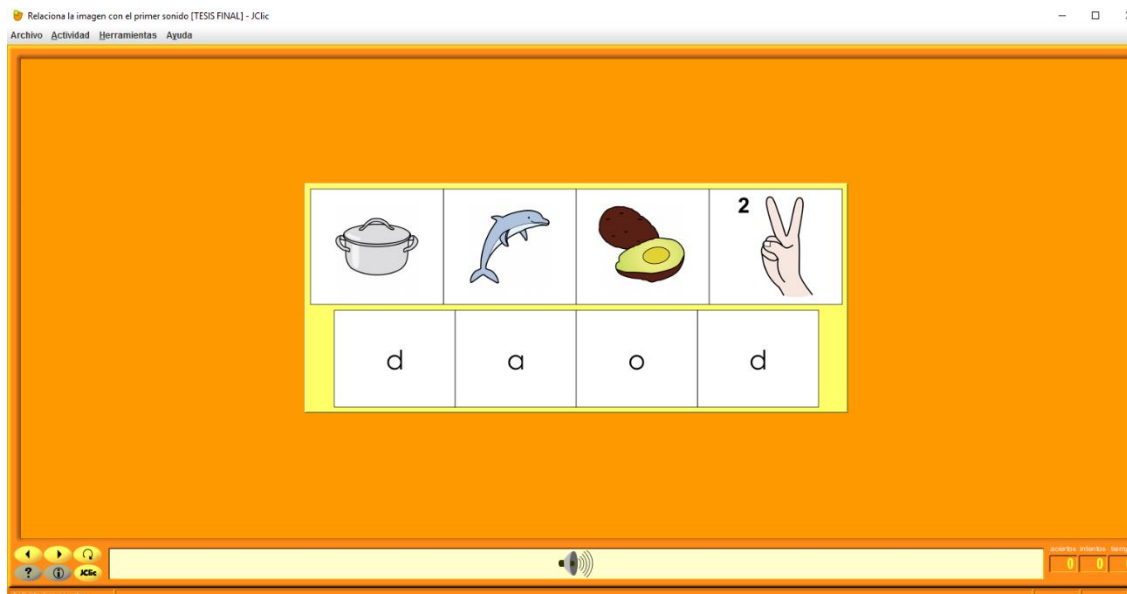 Relaciona la imagen con el primer sonido [TESIS FINAL] - JClic
Archivo Actividad Herramientas Ayuda
2
d a o d
aciertos intentos
0 0
? i JClic